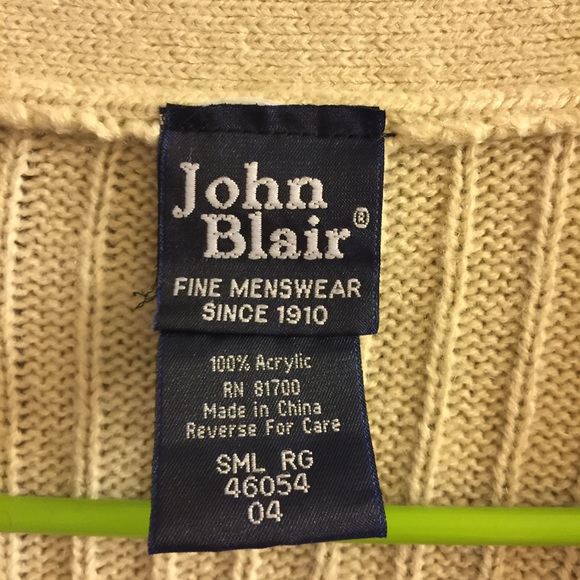 John
Blair®
FINE MENSWEAR
SINCE 1910
100% Acrylic
RN 81700
Made in China
Reverse For Care
SML RG
46054
04